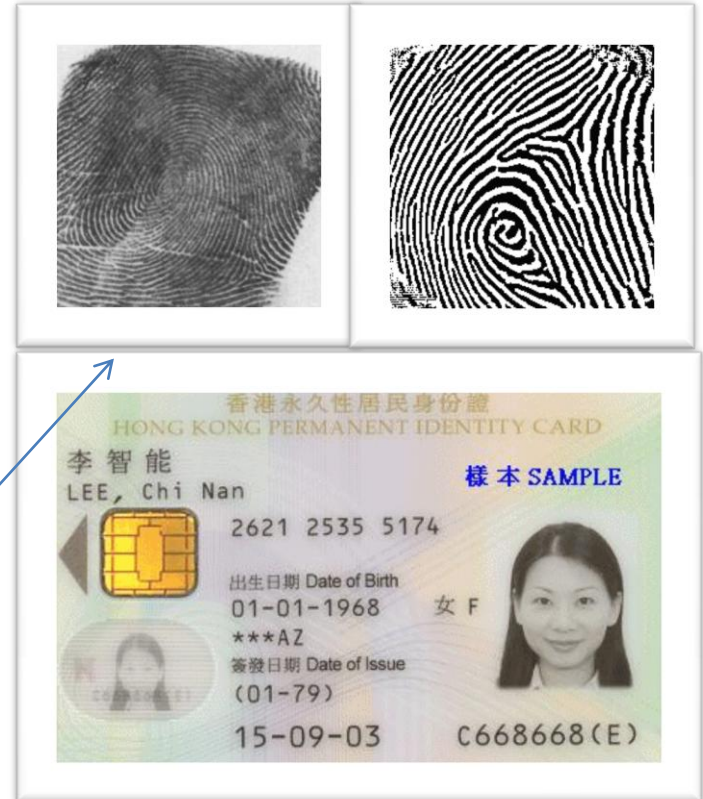 香港永久性居民身份證
HONG KONG PERMANENT IDENTITY CARD
李智能
LEE, Chi Nan
樣本 SAMPLE
2621 2535 5174
出生日期 Date of Birth
01-01-1968 女 F
***AZ
簽發日期 Date of Issue
(01-79)
15-09-03 C668668(E)